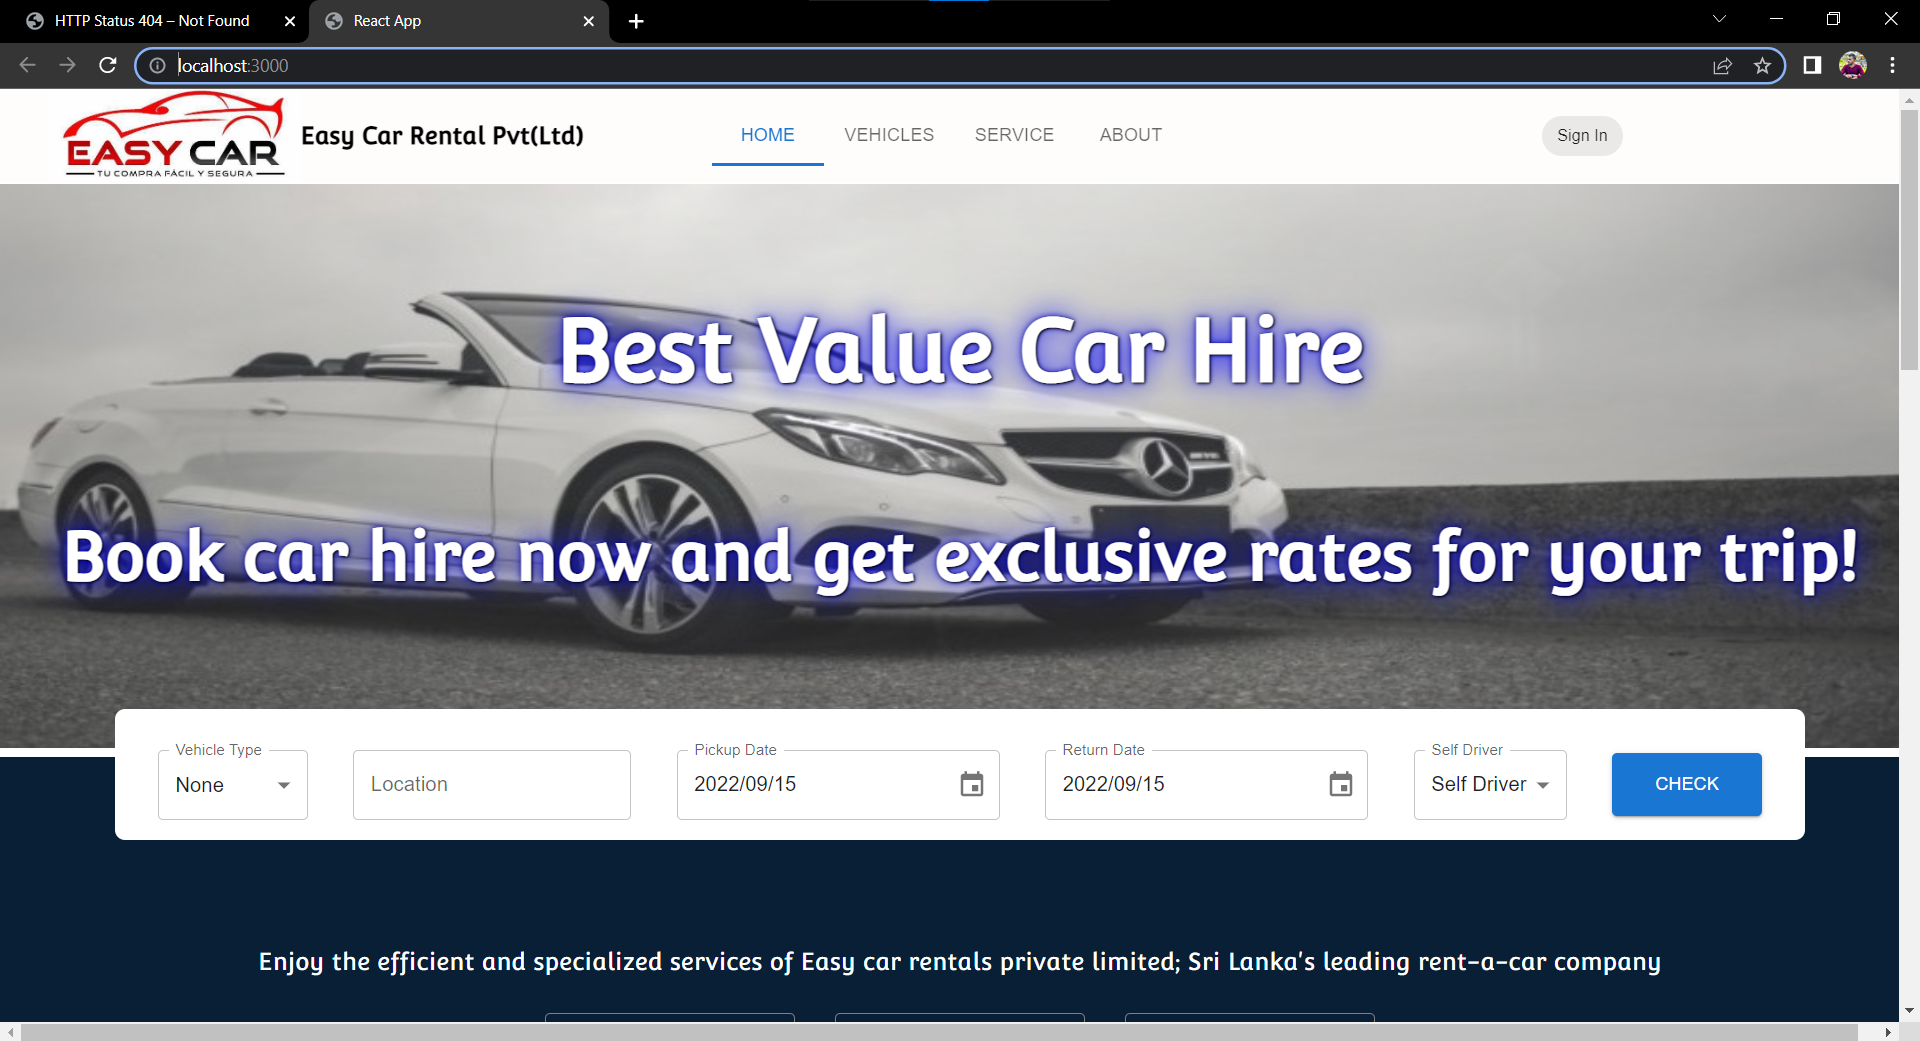 HTTP Status 404 – Not Found
React App
localhost:3000
EASY CAR
TU COMPRA FÁCIL Y SEGURA
Easy Car Rental Pvt(Ltd)
HOME
VEHICLES
SERVICE
ABOUT
Sign In
Best Value Car Hire
Book car hire now and get exclusive rates for your trip!
Vehicle Type
None
Location
Pickup Date
2022/09/15
Return Date
2022/09/15
Self Driver
Self Driver
CHECK
Enjoy the efficient and specialized services of Easy car rentals private limited; Sri Lanka's leading rent-a-car company